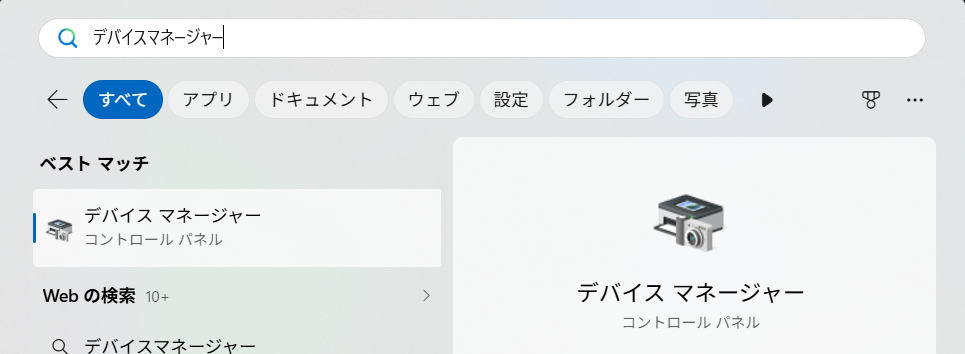 デバイスマネージャー
すべて アプリ ドキュメント ウェブ 設定 フォルダー 写真
ベスト マッチ
デバイス マネージャー
コントロール パネル
Web の検索 10+
デバイスマネージャー
デバイス マネージャー
コントロール パネル